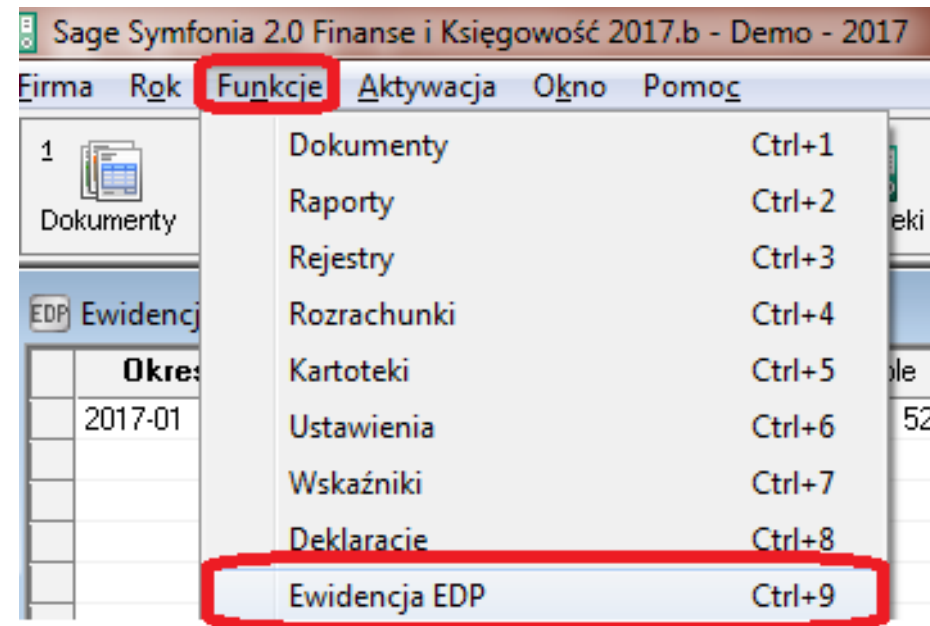 Sage Symfonia 2.0 Finanse i Księgowość 2017.b - Demo - 2017
Firma Rok Funkcje Aktywacja Okno Pomoc
1
Dokumenty
Dokumenty Ctrl+1
Raporty Ctrl+2
Rejestry Ctrl+3
Rozrachunki Ctrl+4
Kartoteki Ctrl+5
Ustawienia Ctrl+6
Wskaźniki Ctrl+7
Deklaracje Ctrl+8
Ewidencja EDP Ctrl+9
eki
EDP Ewidencj
Okres
2017-01
52